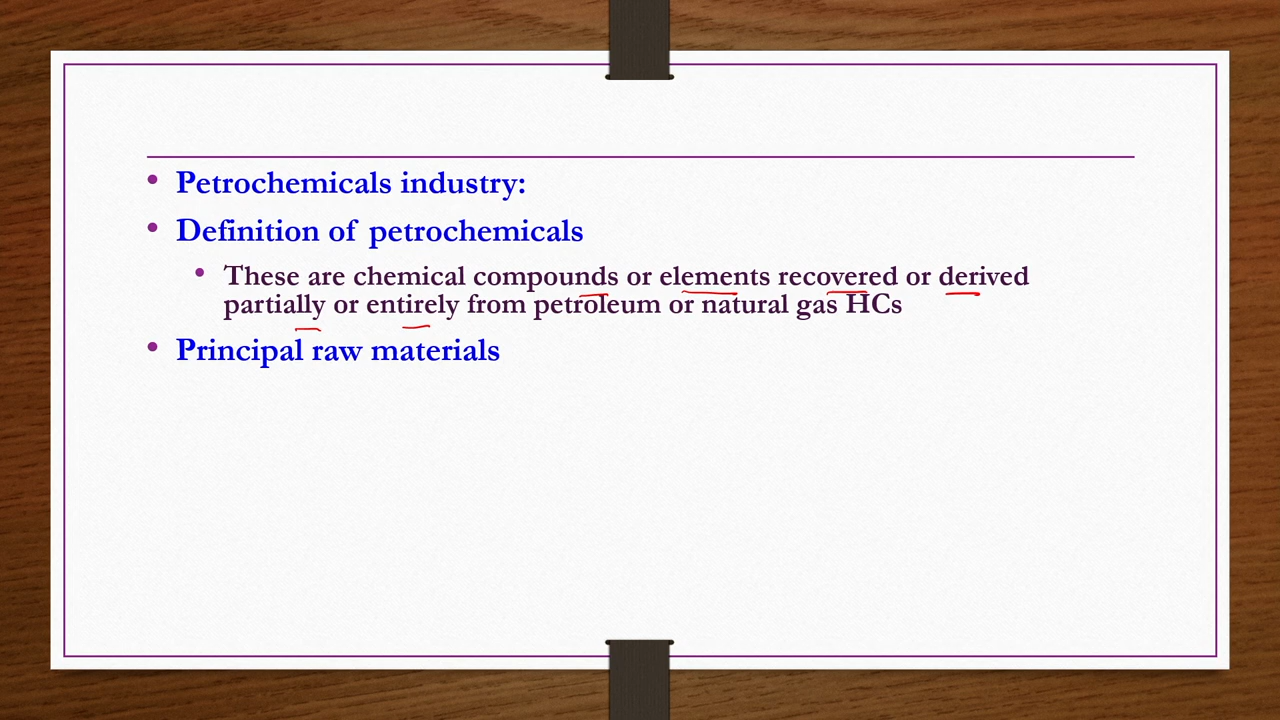 • Petrochemicals industry:
• Definition of petrochemicals
• These are chemical compounds or elements recovered or derived
partially or entirely from petroleum or natural gas HCs
• Principal raw materials